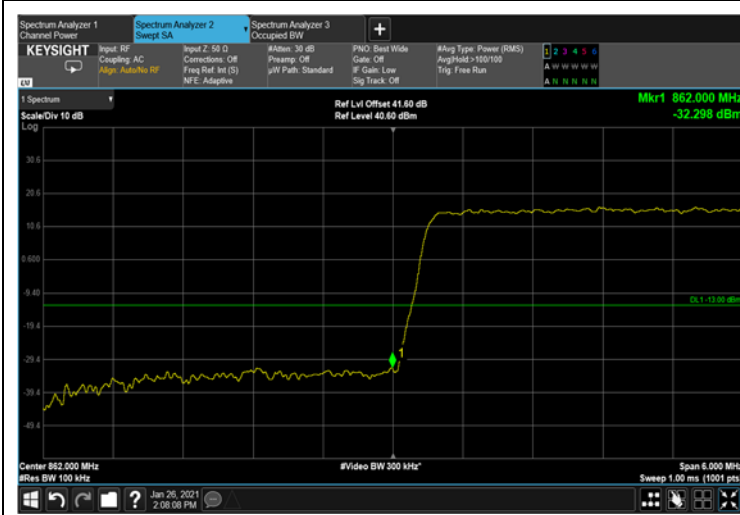 Spectrum Analyzer 1
Channel Power
Spectrum Analyzer 2
Swept SA
Spectrum Analyzer 3
Occupied BW
KEYSIGHT
Input: RF
Coupling: AC
Align: Auto/No RF
Input Z: 50 Ω
Corrections: Off
Freq Ref: Int (S)
NFE: Adaptive
#Atten: 30 dB
Preamp: Off
µW Path: Standard
PNO: Best Wide
Gate: Off
IF Gain: Low
Sig Track: Off
#Avg Type: Power (RMS)
Avg|Hold:>100/100
Trig: Free Run
1 2 3 4 5 6
A W W W W W
A N N N N N
1 Spectrum
Scale/Div 10 dB
Log
Ref Lvl Offset 41.60 dB
Ref Level 40.60 dBm
Mkr1 862.000 MHz
-32.298 dBm
30.6
20.6
10.6
0.600
-9.40
DL1 -13.00 dBm
-19.4
-29.4
1
-39.4
-49.4
Center 862.000 MHz
#Res BW 100 kHz
#Video BW 300 kHz*
Span 6.000 MHz
Sweep 1.00 ms (1001 pts)
?
Jan 26, 2021
2:08:08 PM